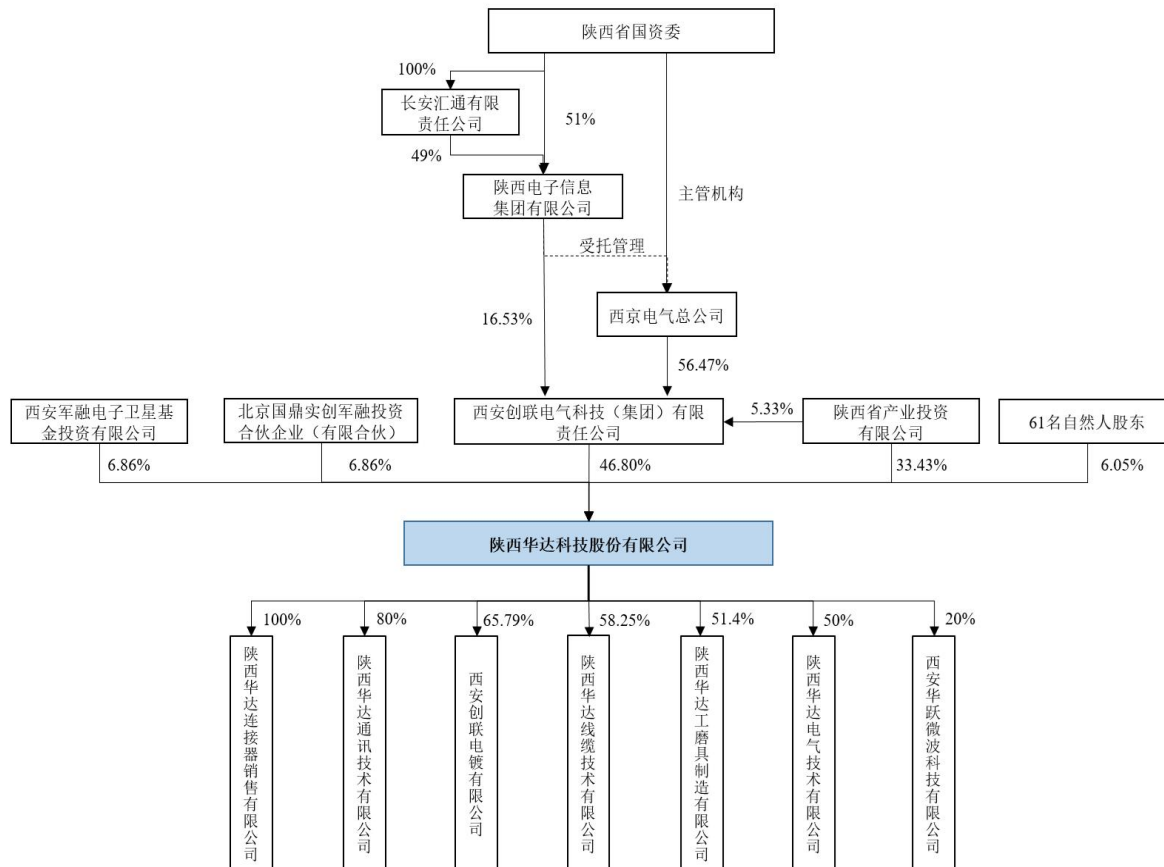 陕西省国资委
100%
长安汇通有限
责任公司
51%
49%
陕西电子信息
集团有限公司
主管机构
受托管理
西京电气总公司
16.53%
56.47%
西安军融电子卫星基
金投资有限公司
北京国鼎实创军融投资
合伙企业（有限合伙）
西安创联电气科技（集团）有限
责任公司
5.33%
陕西省产业投资
有限公司
61名自然人股东
6.86%
6.86%
46.80%
33.43%
6.05%
陕西华达科技股份有限公司
100%
80%
65.79%
58.25%
51.4%
50%
20%
陕西华达连接器销售有限公司
陕西华达通讯技术有限公司
西安创联电镀有限公司
陕西华达线缆技术有限公司
陕西华达工磨具制造有限公司
陕西华达电气技术有限公司
西安华跃微波科技有限公司